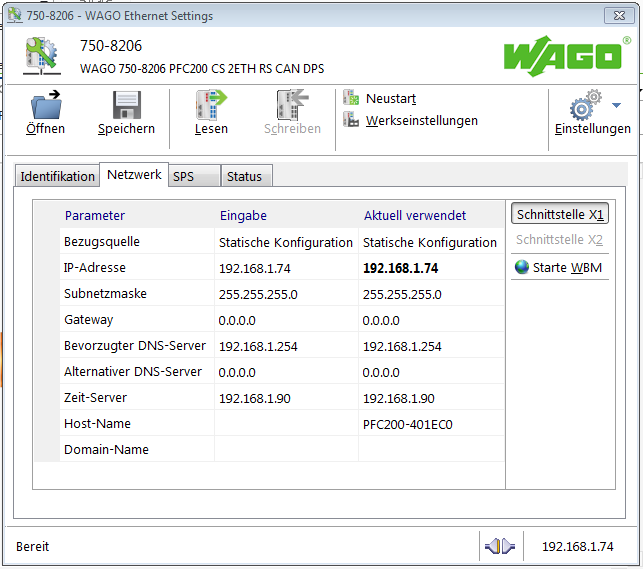 750-8206 - WAGO Ethernet Settings
750-8206
WAGO 750-8206 PFC200 CS 2ETH RS CAN DPS
WAGO®
Öffnen
Speichern
Lesen
Schreiben
Neustart
Werkseinstellungen
Einstellungen
Identifikation Netzwerk SPS Status
Parameter Eingabe Aktuell verwendet
Bezugsquelle Statische Konfiguration Statische Konfiguration
IP-Adresse 192.168.1.74 192.168.1.74
Subnetzmaske 255.255.255.0 255.255.255.0
Gateway 0.0.0.0 0.0.0.0
Bevorzugter DNS-Server 192.168.1.254 192.168.1.254
Alternativer DNS-Server 0.0.0.0 0.0.0.0
Zeit-Server 192.168.1.90 192.168.1.90
Host-Name PFC200-401EC0
Domain-Name
Schnittstelle X1
Schnittstelle X2
Starte WBM
Bereit 192.168.1.74